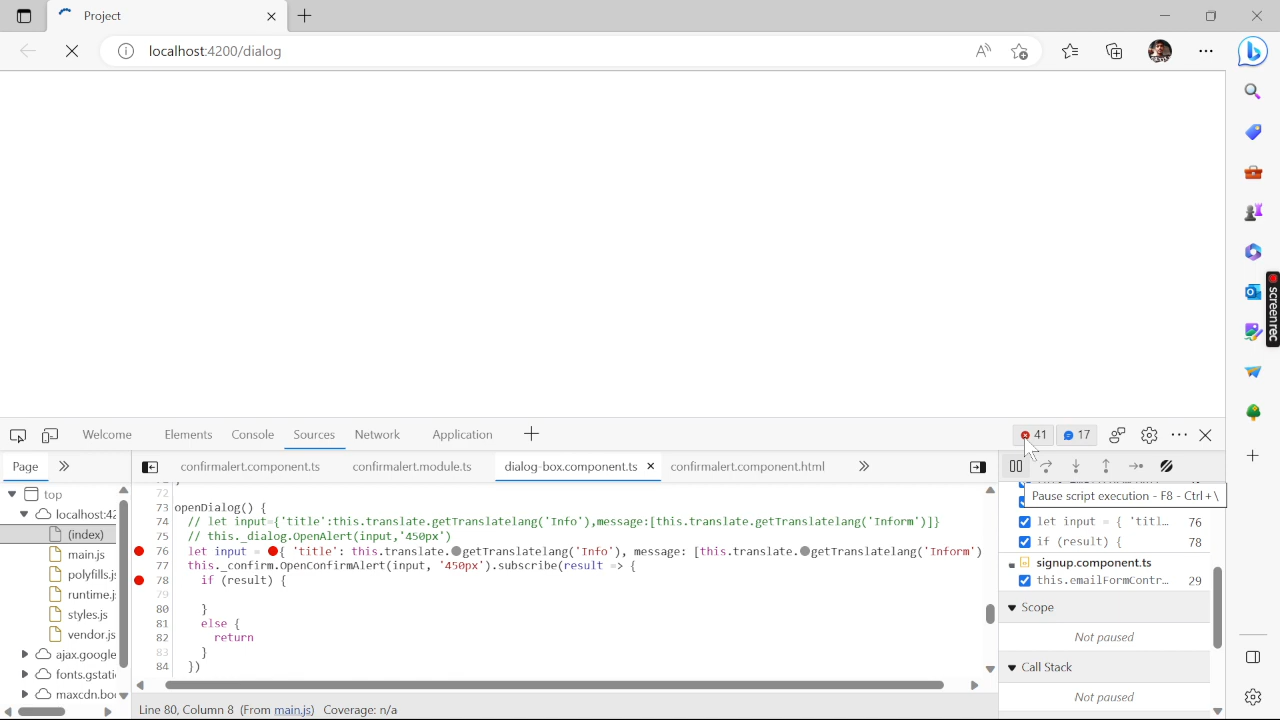 Project
localhost:4200/dialog
Welcome
Elements
Console
Sources
Network
Application
41
17
Page
confirmalert.component.ts
confirmalert.module.ts
dialog-box.component.ts
confirmalert.component.html
Pause script execution - F8 - Ctrl+\
top
localhost:42
(index)
main.js
polyfills.js
runtime.j
styles.js
vendor.js
ajax.google
fonts.gstati
maxcdn.bo
72
73 openDialog() {
74 // let input={'title':this.translate.getTranslatelang('Info'),message:[this.translate.getTranslatelang('Inform')]}
75 // this._dialog.OpenAlert(input,'450px')
76 let input = { 'title': this.translate.getTranslatelang('Info'), message: [this.translate.getTranslatelang('Inform')
77 this._confirm.OpenConfirmAlert(input, '450px').subscribe(result => {
78 if (result) {
79
80 }
81 else {
82 return
83 }
84 })
let input = { 'titl... 76
if (result) { 78
signup.component.ts
this.emailFormContr... 29
Scope
Not paused
Call Stack
Not paused
Line 80, Column 8 (From main.js) Coverage: n/a
screenrec